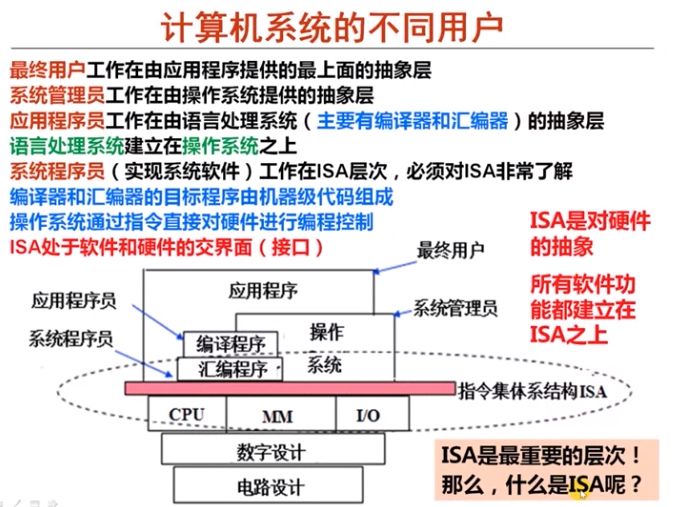 计算机系统的不同用户
最终用户工作在由应用程序提供的最上面的抽象层
系统管理员工作在由操作系统提供的抽象层
应用程序员工作在由语言处理系统（主要有编译器和汇编器）的抽象层
语言处理系统建立在操作系统之上
系统程序员（实现系统软件）工作在ISA层次，必须对ISA非常了解
编译器和汇编器的目标程序由机器级代码组成
操作系统通过指令直接对硬件进行编程控制
ISA处于软件和硬件的交界面（接口）
ISA是对硬件
的抽象
所有软件功
能都建立在
ISA之上
最终用户
应用程序
应用程序员
系统管理员
操作
系统程序员
编译程序
汇编程序
系统
指令集体系结构ISA
CPU
MM
I/O
数字设计
电路设计
ISA是最重要的层次！
那么，什么是ISA呢？